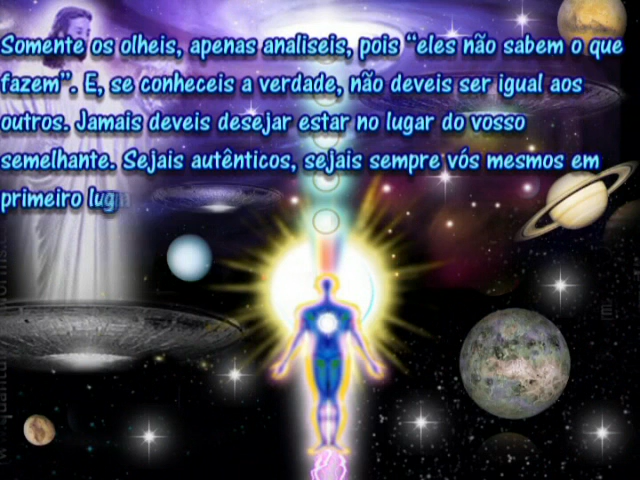 Somente os olheis, apenas analiseis, pois “eles não sabem o que
fazem”. E, se conheceis a verdade, não deveis ser igual aos
outros. Jamais deveis desejar estar no lugar do vosso
semelhante. Sejais autênticos, sejais sempre vós mesmos em
primeiro lug